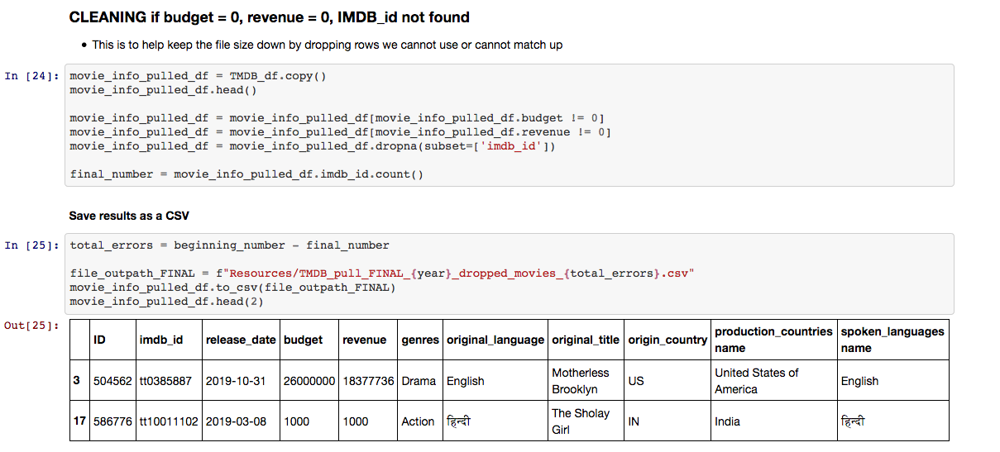 CLEANING if budget = 0, revenue = 0, IMDB_id not found
• This is to help keep the file size down by dropping rows we cannot use or cannot match up
In [24]: movie_info_pulled_df = TMDB_df.copy()
movie_info_pulled_df.head()
movie_info_pulled_df = movie_info_pulled_df[movie_info_pulled_df.budget != 0]
movie_info_pulled_df = movie_info_pulled_df[movie_info_pulled_df.revenue != 0]
movie_info_pulled_df = movie_info_pulled_df.dropna(subset=['imdb_id'])
final_number = movie_info_pulled_df.imdb_id.count()
Save results as a CSV
In [25]: total_errors = beginning_number - final_number
file_outpath_FINAL = f"Resources/TMDB_pull_FINAL_{year}_dropped_movies_{total_errors}.csv"
movie_info_pulled_df.to_csv(file_outpath_FINAL)
movie_info_pulled_df.head(2)
Out[25]:
ID imdb_id release_date budget revenue genres original_language original_title origin_country production_countries name spoken_languages name
3 504562 tt0385887 2019-10-31 26000000 18377736 Drama English Motherless Brooklyn US United States of America English
17 586776 tt10011102 2019-03-08 1000 1000 Action हिन्दी The Sholay Girl IN India हिन्दी